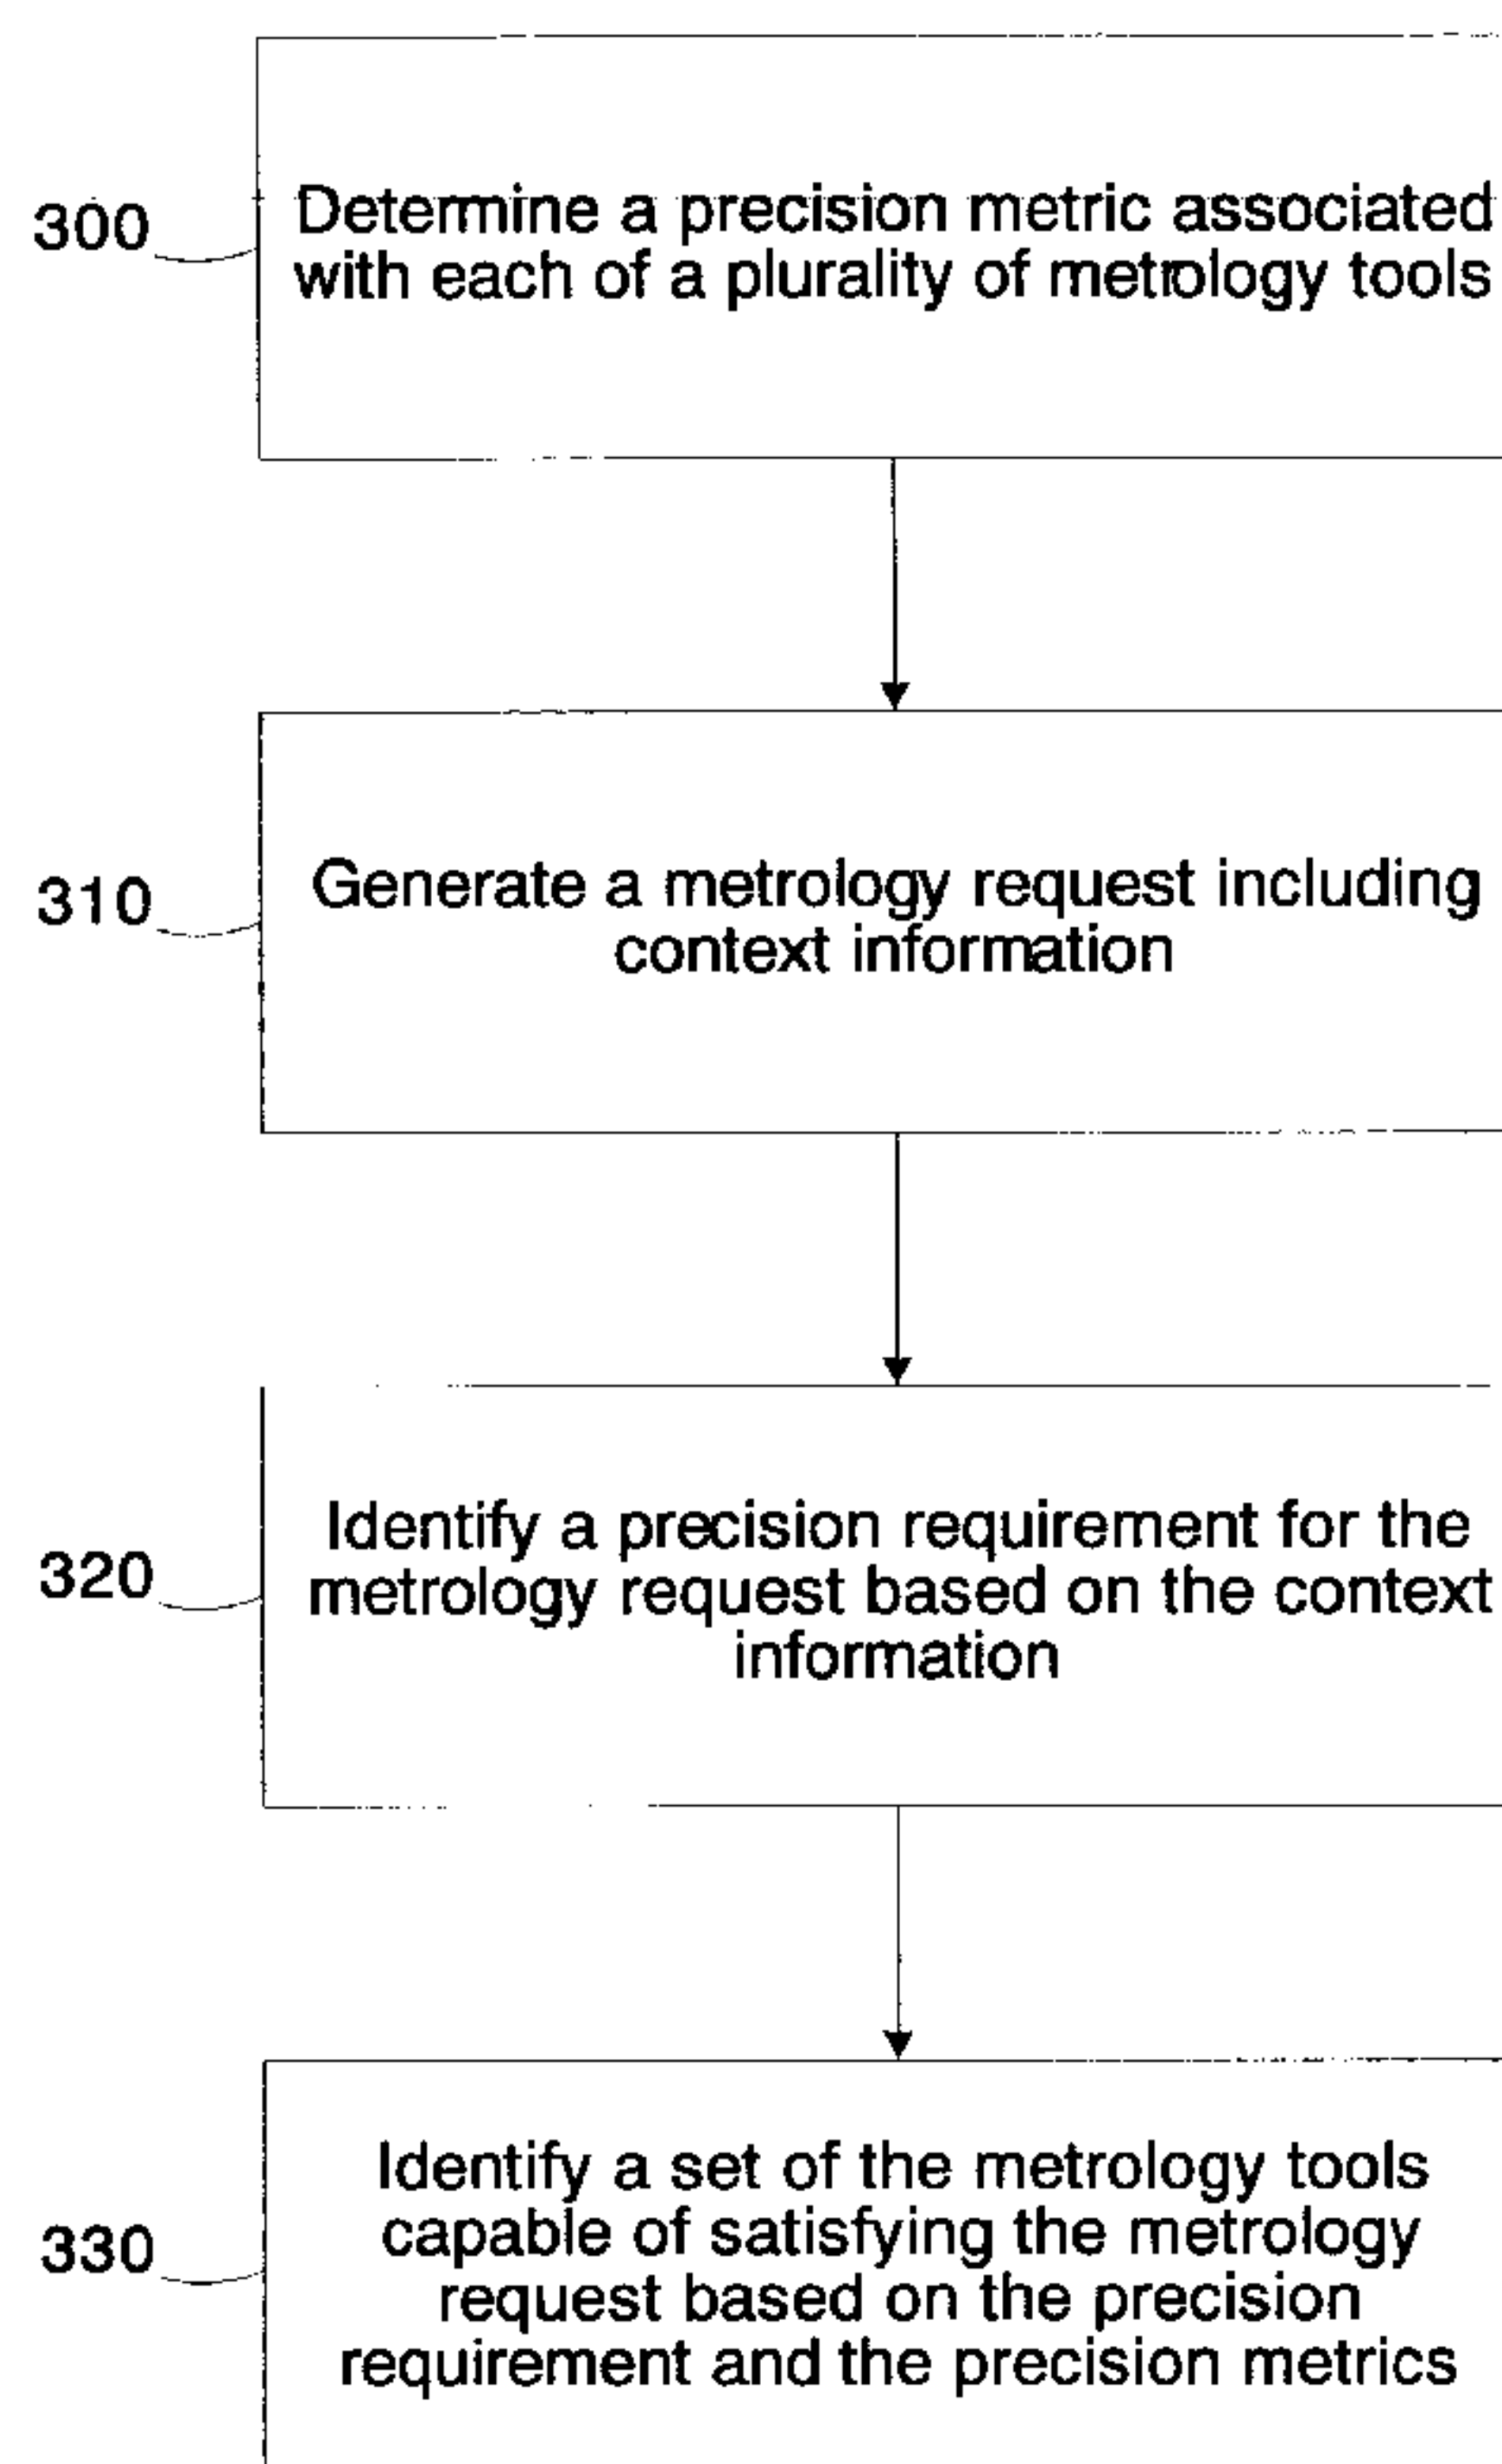 300
Determine a precision metric associated
with each of a plurality of metrology tools
310
Generate a metrology request including
context information
320
Identify a precision requirement for the
metrology request based on the context
information
330
Identify a set of the metrology tools
capable of satisfying the metrology
request based on the precision
requirement and the precision metrics